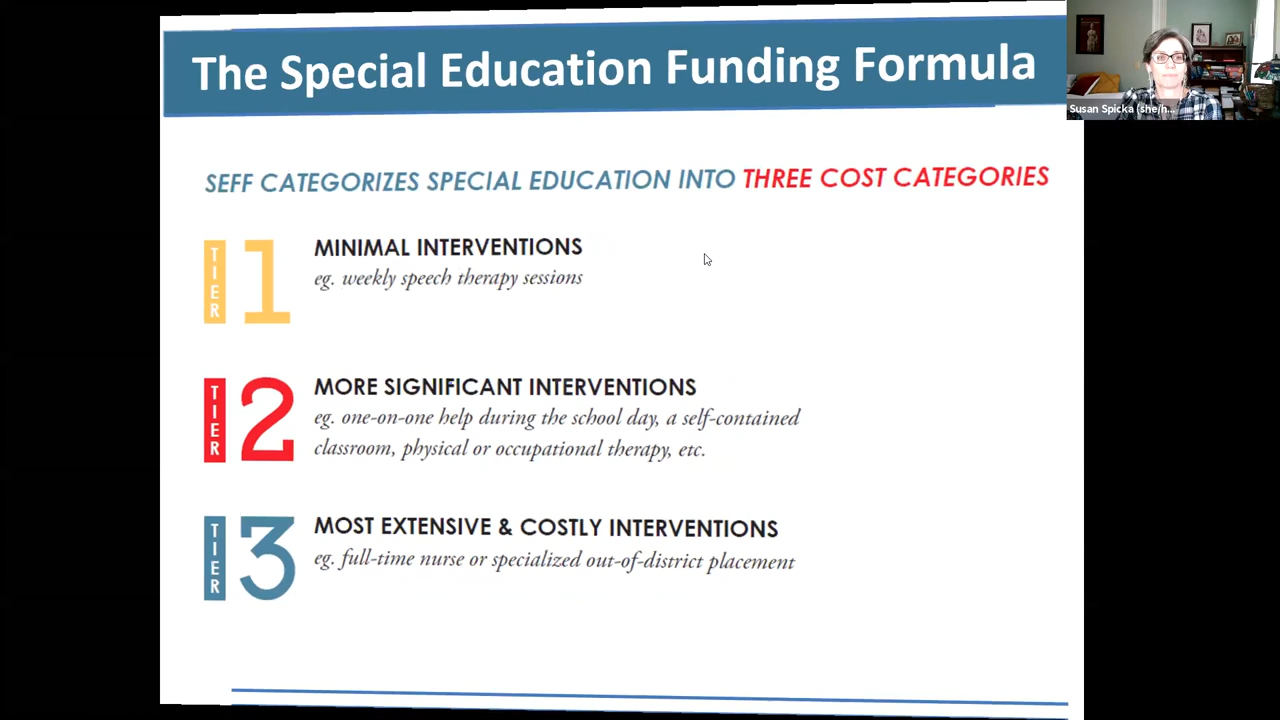 The Special Education Funding Formula
Susan Spicka (she/h...
SEFF CATEGORIZES SPECIAL EDUCATION INTO THREE COST CATEGORIES
TIER 1
MINIMAL INTERVENTIONS
eg. weekly speech therapy sessions
TIER 2
MORE SIGNIFICANT INTERVENTIONS
eg. one-on-one help during the school day, a self-contained
classroom, physical or occupational therapy, etc.
TIER 3
MOST EXTENSIVE & COSTLY INTERVENTIONS
eg. full-time nurse or specialized out-of-district placement